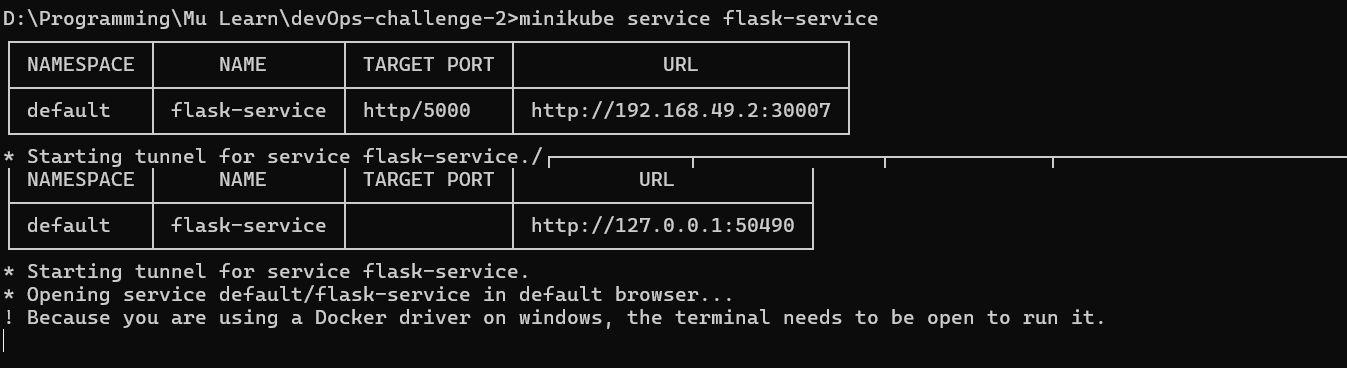 D:\Programming\Mu Learn\devOps-challenge-2>minikube service flask-service
NAMESPACE NAME TARGET PORT URL
default flask-service http/5000 http://192.168.49.2:30007
* Starting tunnel for service flask-service./
NAMESPACE NAME TARGET PORT URL
default flask-service http://127.0.0.1:50490
* Starting tunnel for service flask-service.
* Opening service default/flask-service in default browser...
! Because you are using a Docker driver on windows, the terminal needs to be open to run it.